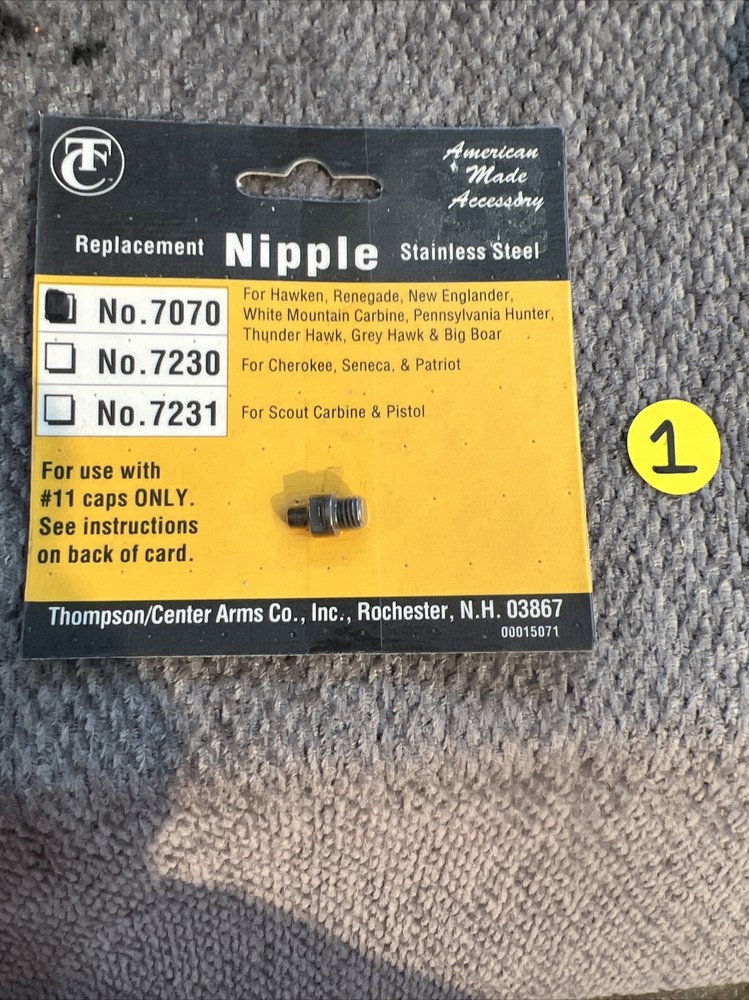 TC
American
Made
Accessory
Replacement Nipple Stainless Steel
No.7070 For Hawken, Renegade, New Englander,
White Mountain Carbine, Pennsylvania Hunter,
Thunder Hawk, Grey Hawk & Big Boar
No.7230 For Cherokee, Seneca, & Patriot
No.7231 For Scout Carbine & Pistol
1
For use with
#11 caps ONLY.
See instructions
on back of card.
Thompson/Center Arms Co., Inc., Rochester, N.H. 03867
00015071